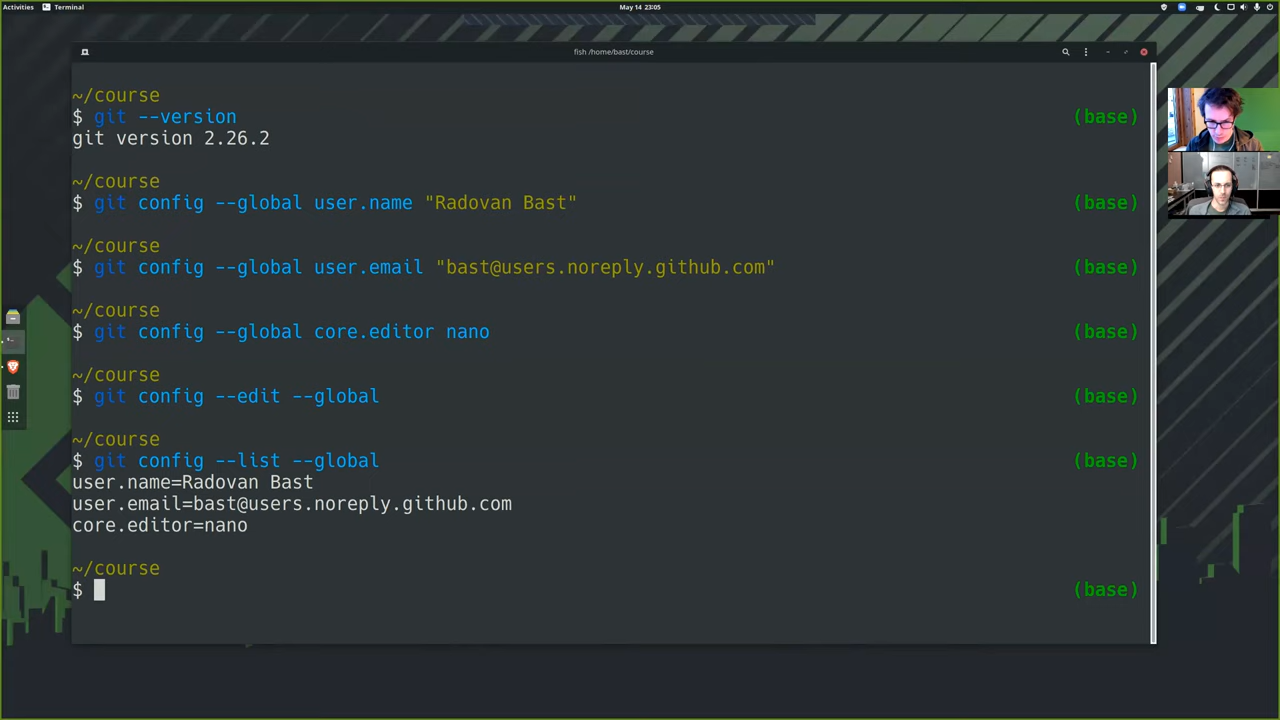 Activities Terminal May 14 23:05
fish /home/bast/course
~/course
$ git --version (base)
git version 2.26.2
~/course
$ git config --global user.name "Radovan Bast" (base)
~/course
$ git config --global user.email "bast@users.noreply.github.com" (base)
~/course
$ git config --global core.editor nano (base)
~/course
$ git config --edit --global (base)
~/course
$ git config --list --global (base)
user.name=Radovan Bast
user.email=bast@users.noreply.github.com
core.editor=nano
~/course
$ (base)